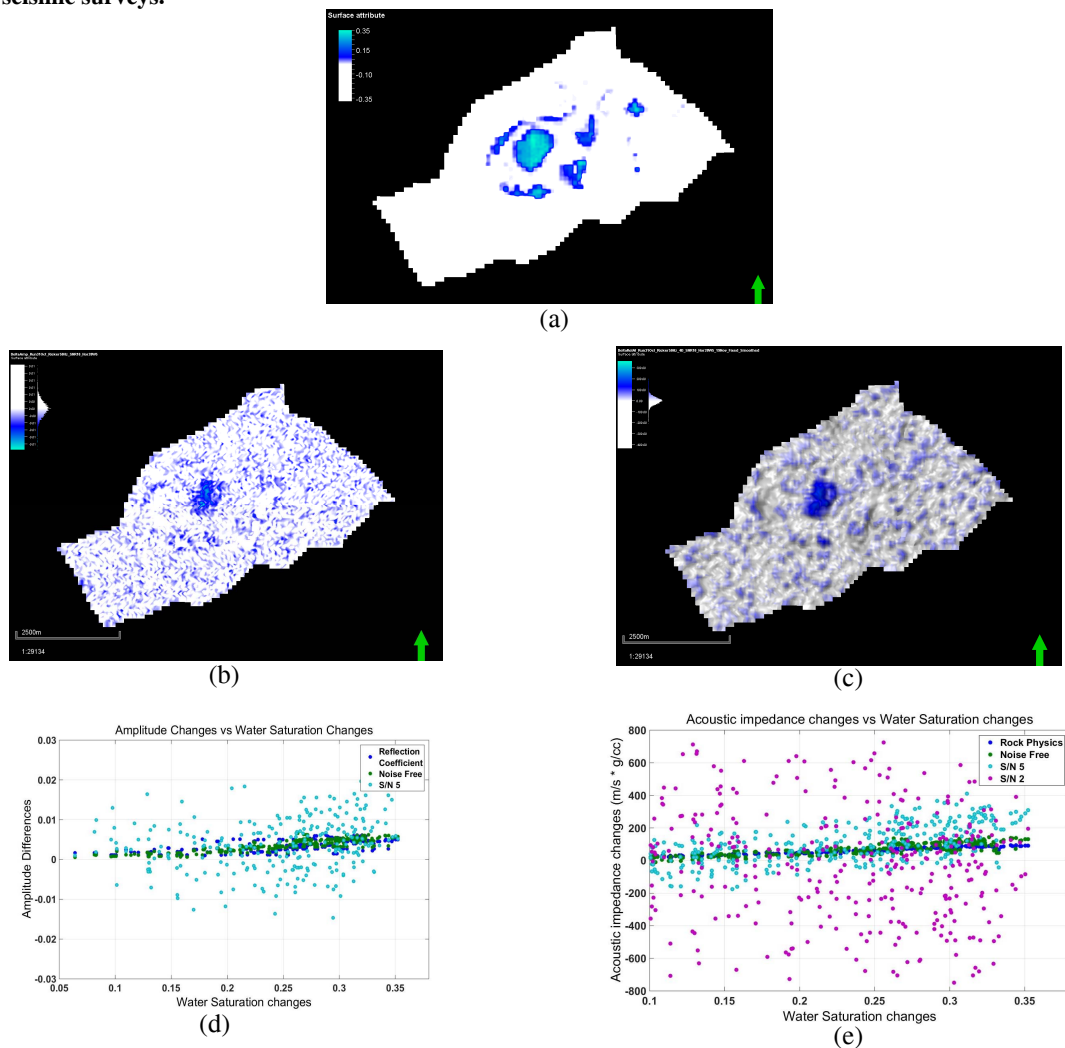 seismic surveys.
Surface attribute
0.35
0.15
-0.10
-0.35
(a)
Surface attribute
2500m
1:29134
(b)
Surface attribute
2500m
1:29134
(c)
Amplitude Changes vs Water Saturation Changes
0.03
0.02
0.01
0
-0.01
-0.02
-0.03
Amplitude Differences
Reflection
Coefficient
Noise Free
S/N 5
0.05
0.1
0.15
0.2
0.25
0.3
0.35
Water Saturation changes
(d)
Acoustic impedance changes vs Water Saturation changes
800
600
400
200
0
-200
-400
-600
-800
Acoustic impedance changes (m/s * g/cc)
Rock Physics
Noise Free
S/N 5
S/N 2
0.1
0.15
0.2
0.25
0.3
0.35
Water Saturation changes
(e)